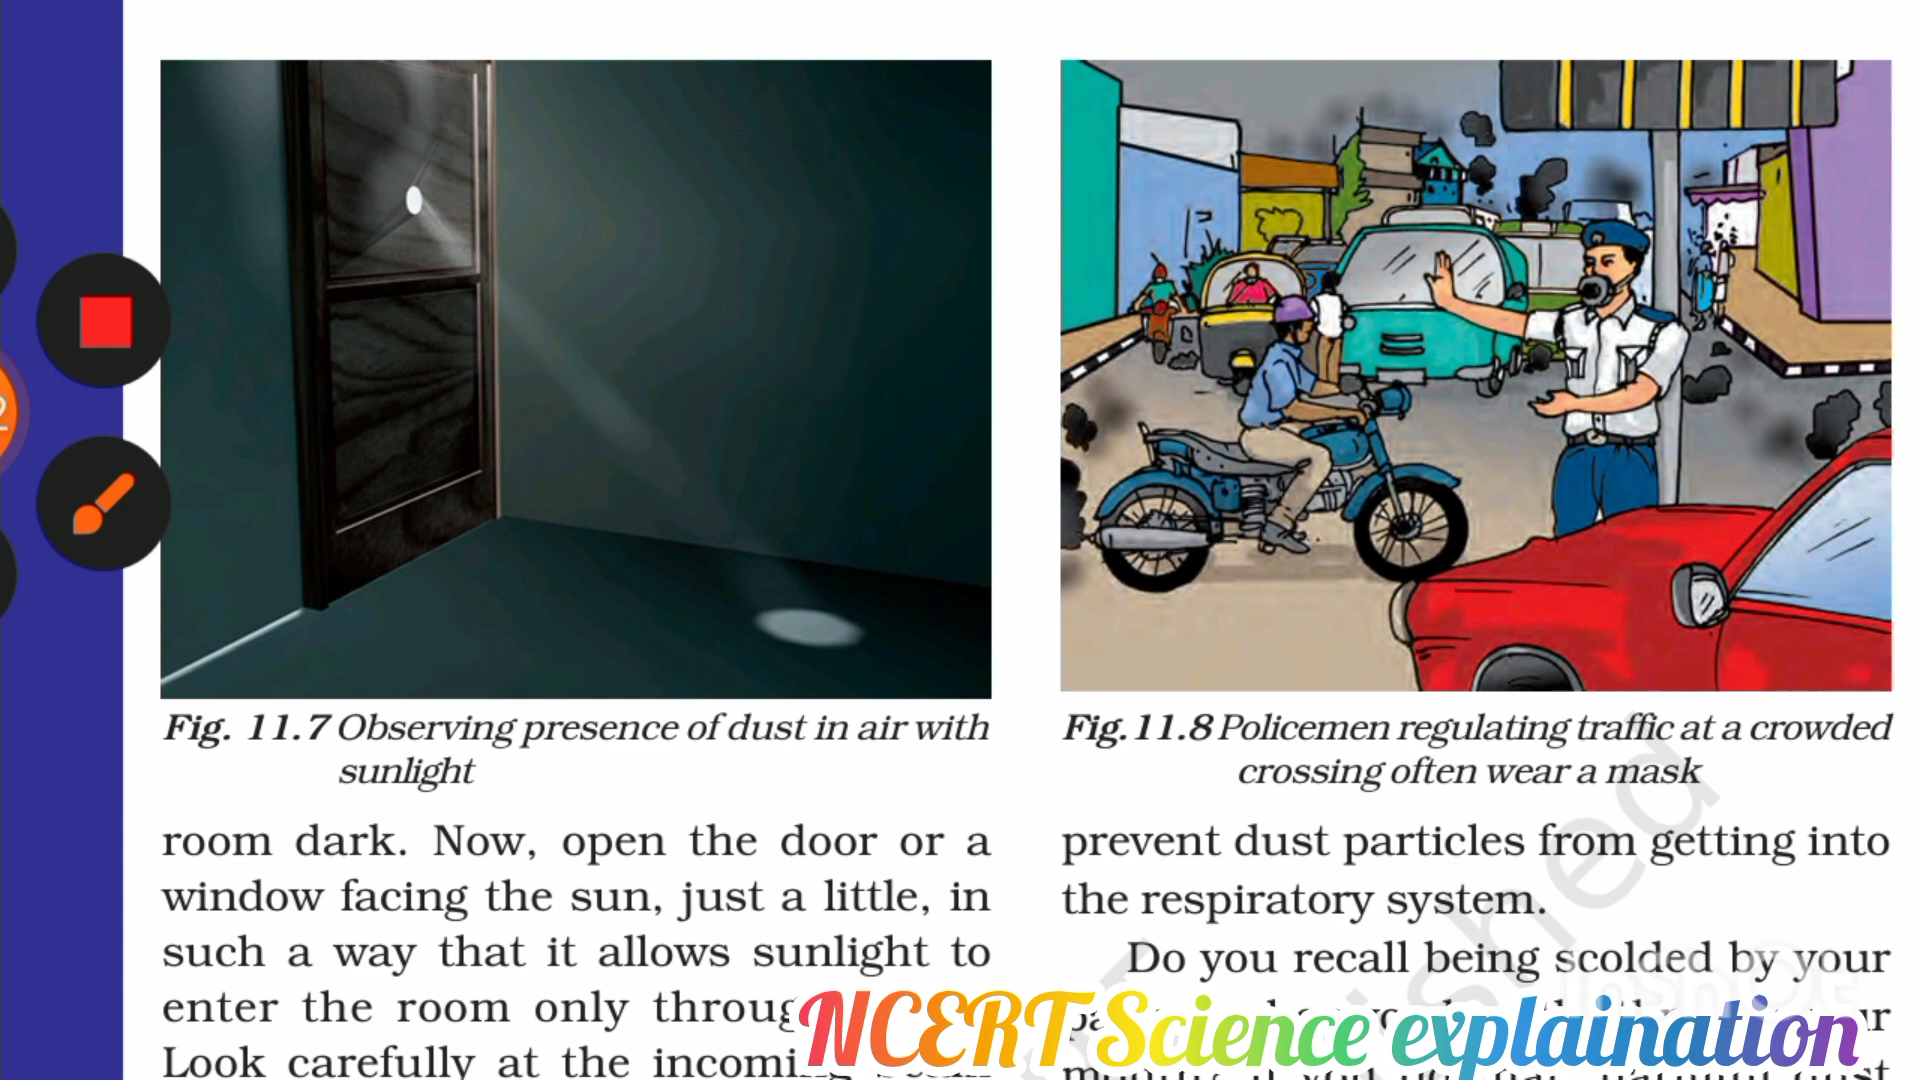 Fig. 11.7 Observing presence of dust in air with
sunlight
room dark. Now, open the door or a
window facing the sun, just a little, in
such a way that it allows sunlight to
enter the room only
Look carefully at the
Fig.11.8 Policemen regulating traffic at a crowded
crossing often wear a mask
prevent dust particles from getting into
the respiratory system.
Do you recall being scolded by your
NCERT Science explaination